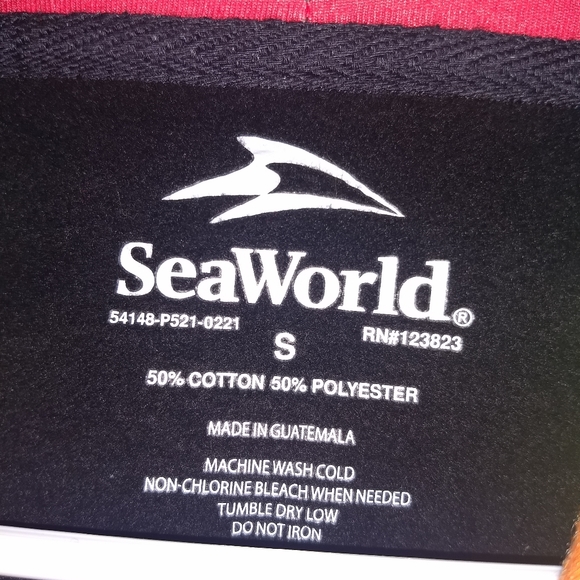 SeaWorld®
54148-P521-0221
S
RN#123823
50% COTTON 50% POLYESTER
MADE IN GUATEMALA
MACHINE WASH COLD
NON-CHLORINE BLEACH WHEN NEEDED
TUMBLE DRY LOW
DO NOT IRON